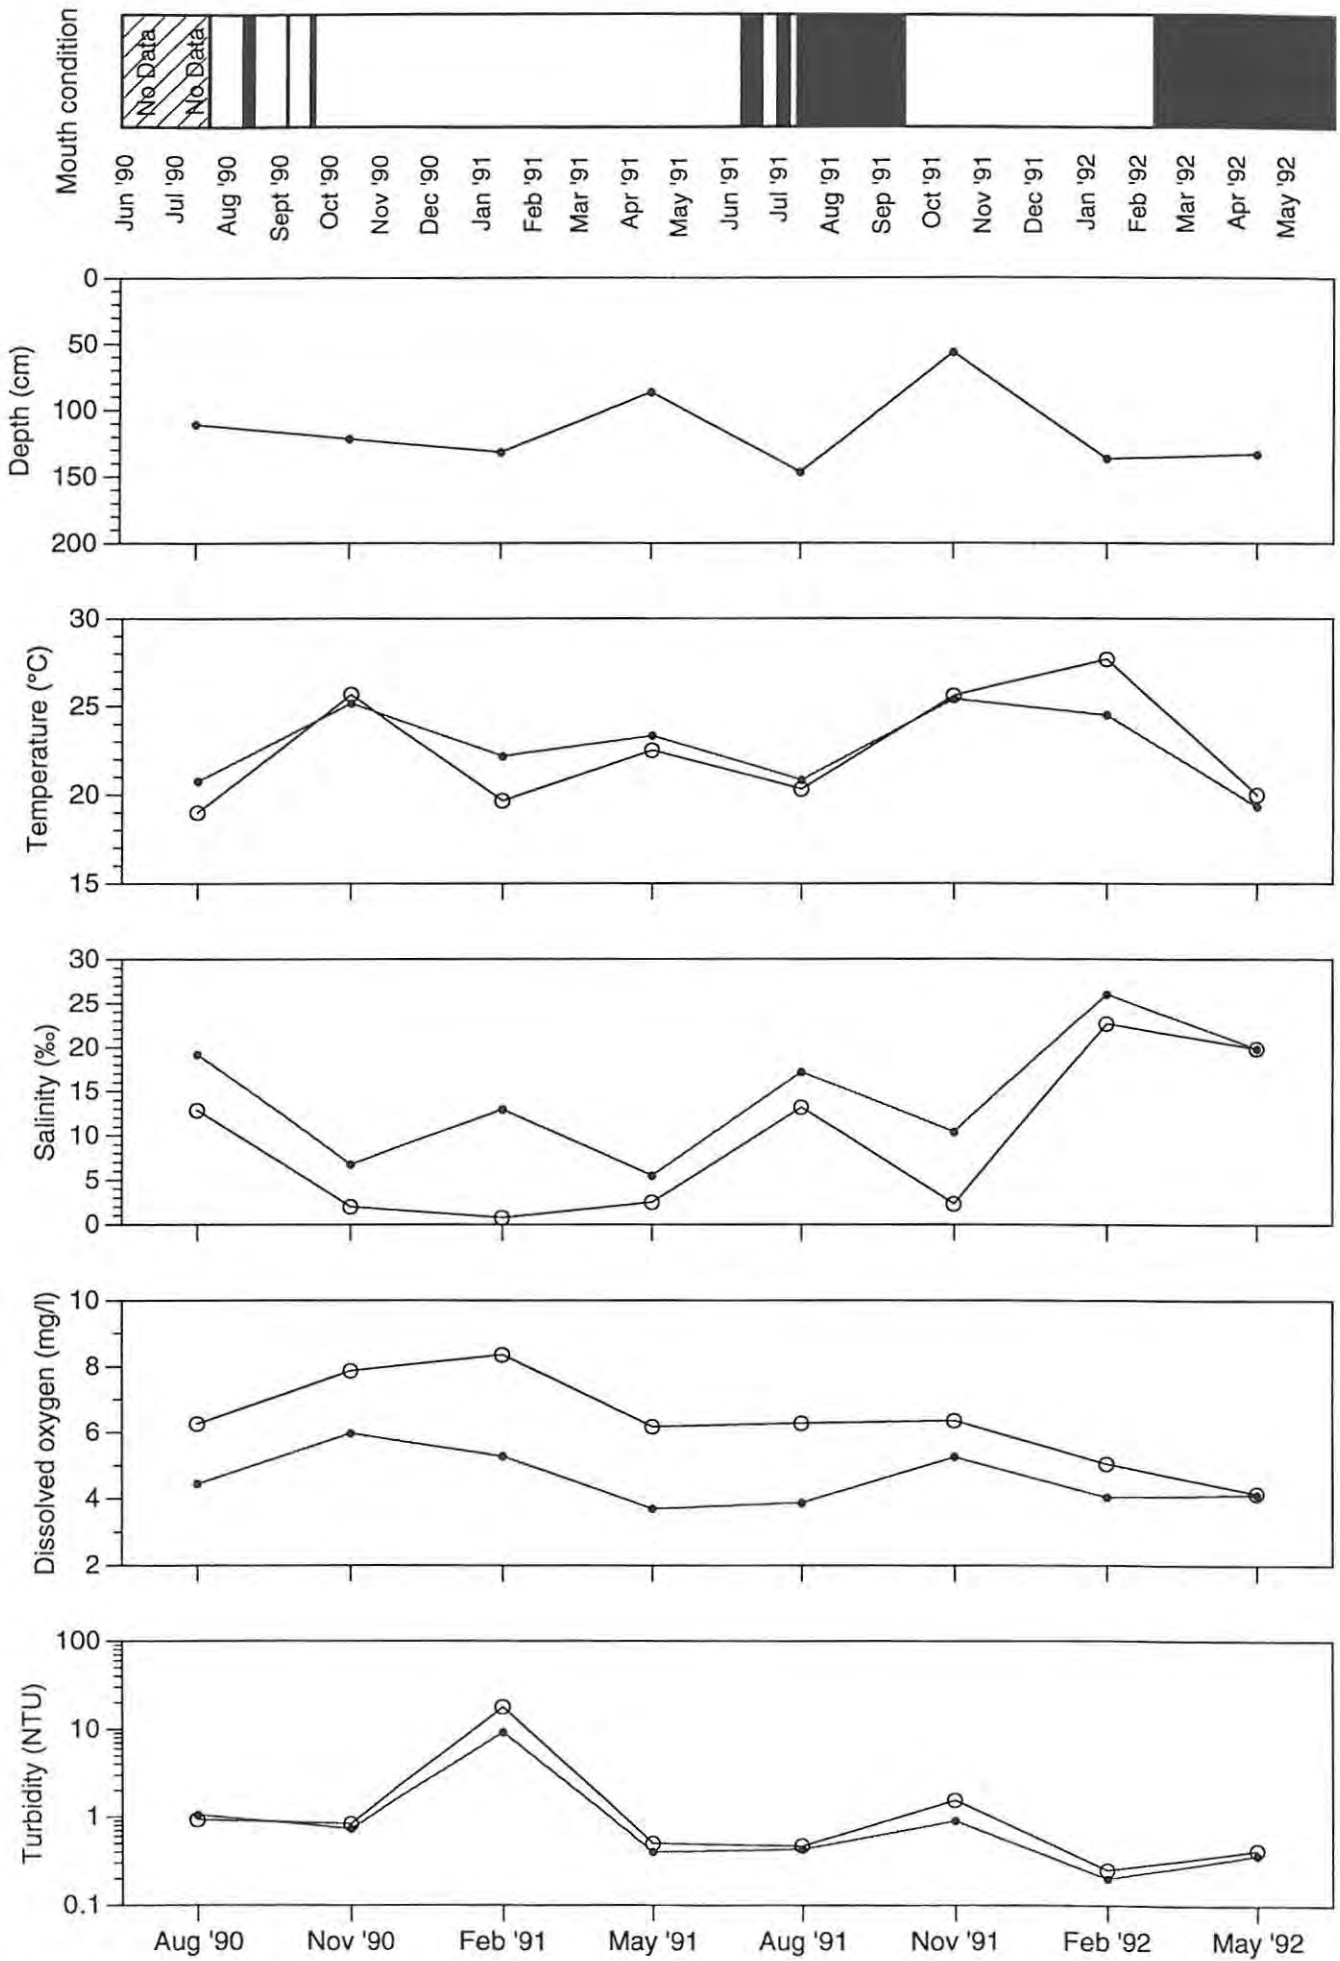 Mouth condition
No Data No Data
Jun '90 Jul '90 Aug '90 Sept '90 Oct '90 Nov '90 Dec '90 Jan '91 Feb '91 Mar '91 Apr '91 May '91 Jun '91 Jul '91 Aug '91 Sep '91 Oct '91 Nov '91 Dec '91 Jan '92 Feb '92 Mar '92 Apr '92 May '92
Depth (cm)
0
50
100
150
200
Temperature (°C)
30
25
20
15
Salinity (‰)
30
25
20
15
10
5
0
Dissolved oxygen (mg/l)
10
8
6
4
2
Turbidity (NTU)
100
10
1
0.1
Aug '90 Nov '90 Feb '91 May '91 Aug '91 Nov '91 Feb '92 May '92